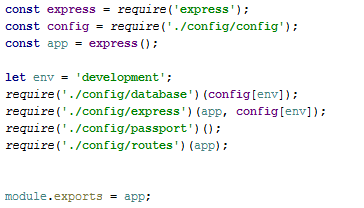 const express = require('express');
const config = require('./config/config');
const app = express();
let env = 'development';
require('./config/database')(config[env]);
require('./config/express')(app, config[env]);
require('./config/passport')();
require('./config/routes')(app);
module.exports = app;